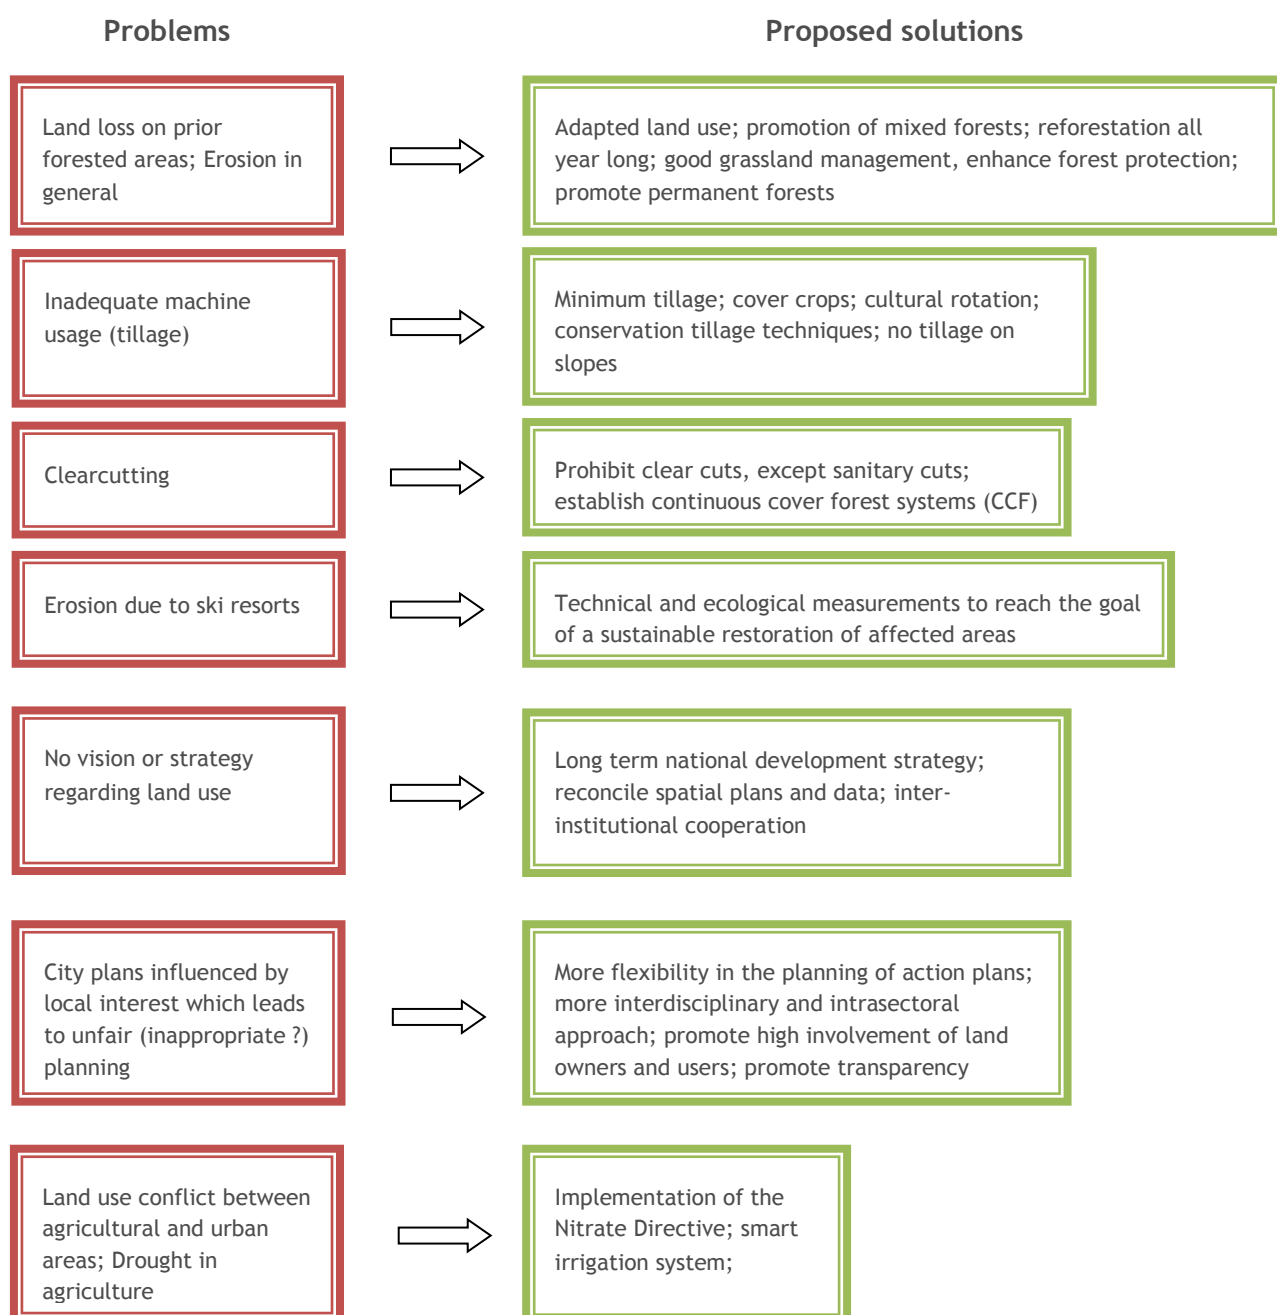 Problems
Proposed solutions
Land loss on prior
forested areas; Erosion in
general
Adapted land use; promotion of mixed forests; reforestation all
year long; good grassland management, enhance forest protection;
promote permanent forests
Inadequate machine
usage (tillage)
Minimum tillage; cover crops; cultural rotation;
conservation tillage techniques; no tillage on
slopes
Clearcutting
Prohibit clear cuts, except sanitary cuts;
establish continuous cover forest systems (CCF)
Erosion due to ski resorts
Technical and ecological measurements to reach the goal
of a sustainable restoration of affected areas
No vision or strategy
regarding land use
Long term national development strategy;
reconcile spatial plans and data; inter-
institutional cooperation
City plans influenced by
local interest which leads
to unfair (inappropriate ?)
planning
More flexibility in the planning of action plans;
more interdisciplinary and intrasectoral
approach; promote high involvement of land
owners and users; promote transparency
Land use conflict between
agricultural and urban
areas; Drought in
agriculture
Implementation of the
Nitrate Directive; smart
irrigation system;